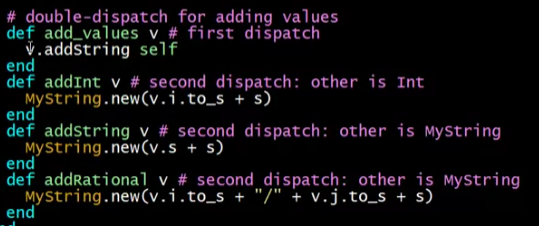 # double-dispatch for adding values
def add_values v # first dispatch
v.addString self
end
def addInt v # second dispatch: other is Int
MyString.new(v.i.to_s + s)
end
def addString v # second dispatch: other is MyString
MyString.new(v.s + s)
end
def addRational v # second dispatch: other is MyString
MyString.new(v.i.to_s + "/" + v.j.to_s + s)
end